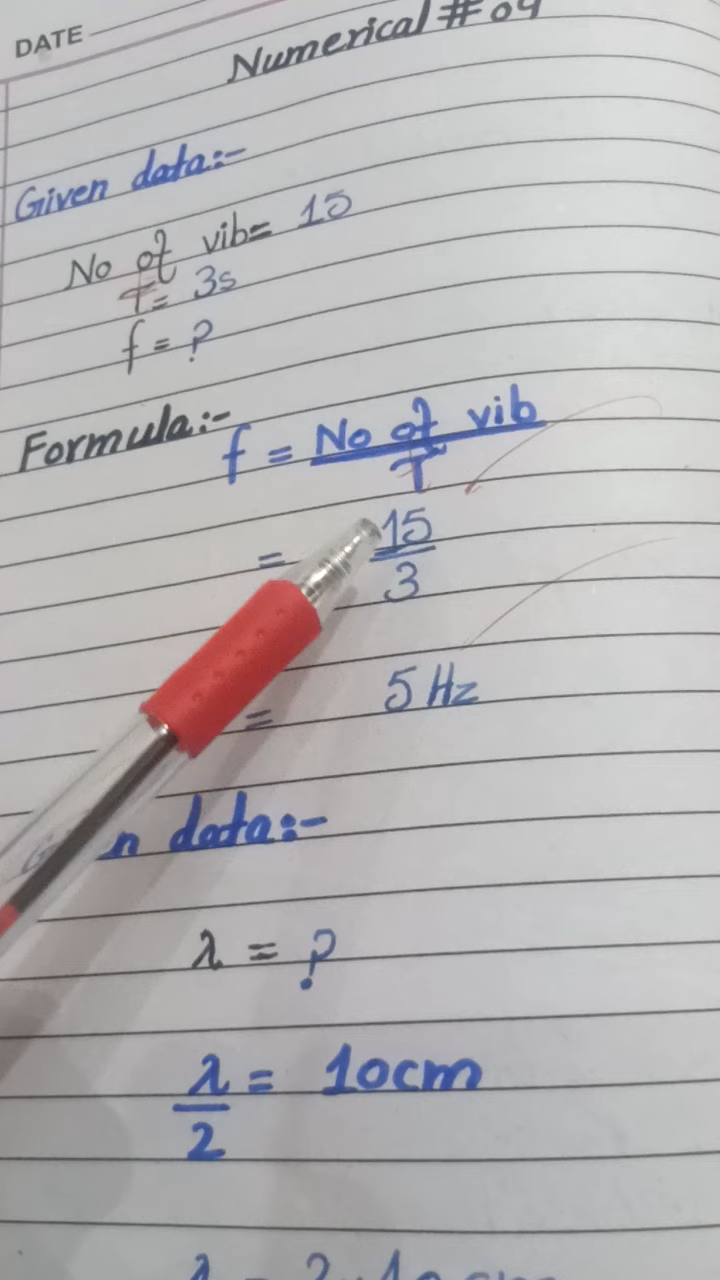 DATE
Numerical # 04
Given data:-
No of vib= 15
T= 3s
f = ?
Formula:-
f = No of vib
T
= 15
3
= 5 Hz
data:-
λ = ?
λ = 10cm
2